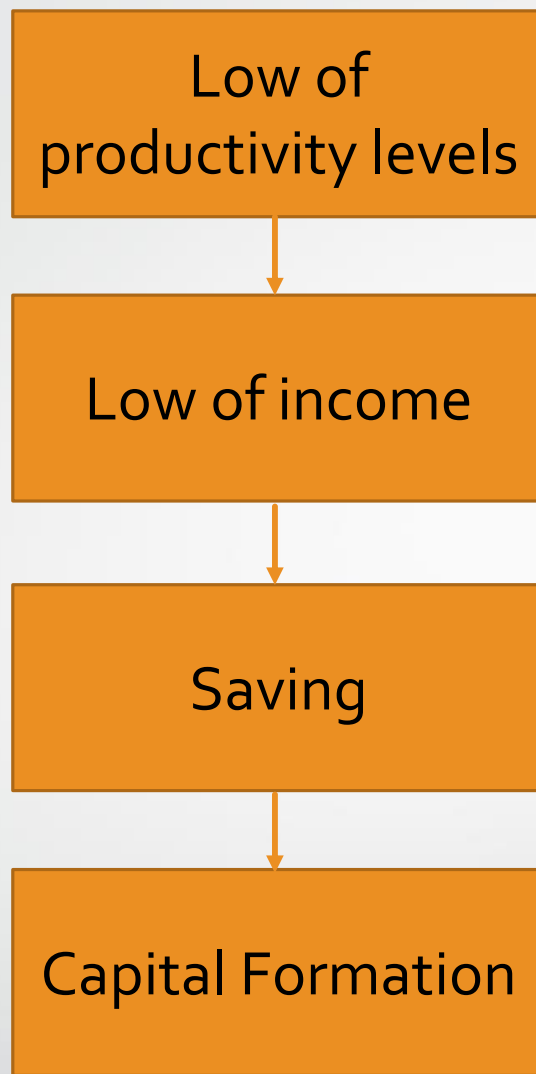 Low of
productivity levels
Low of income
Saving
Capital Formation